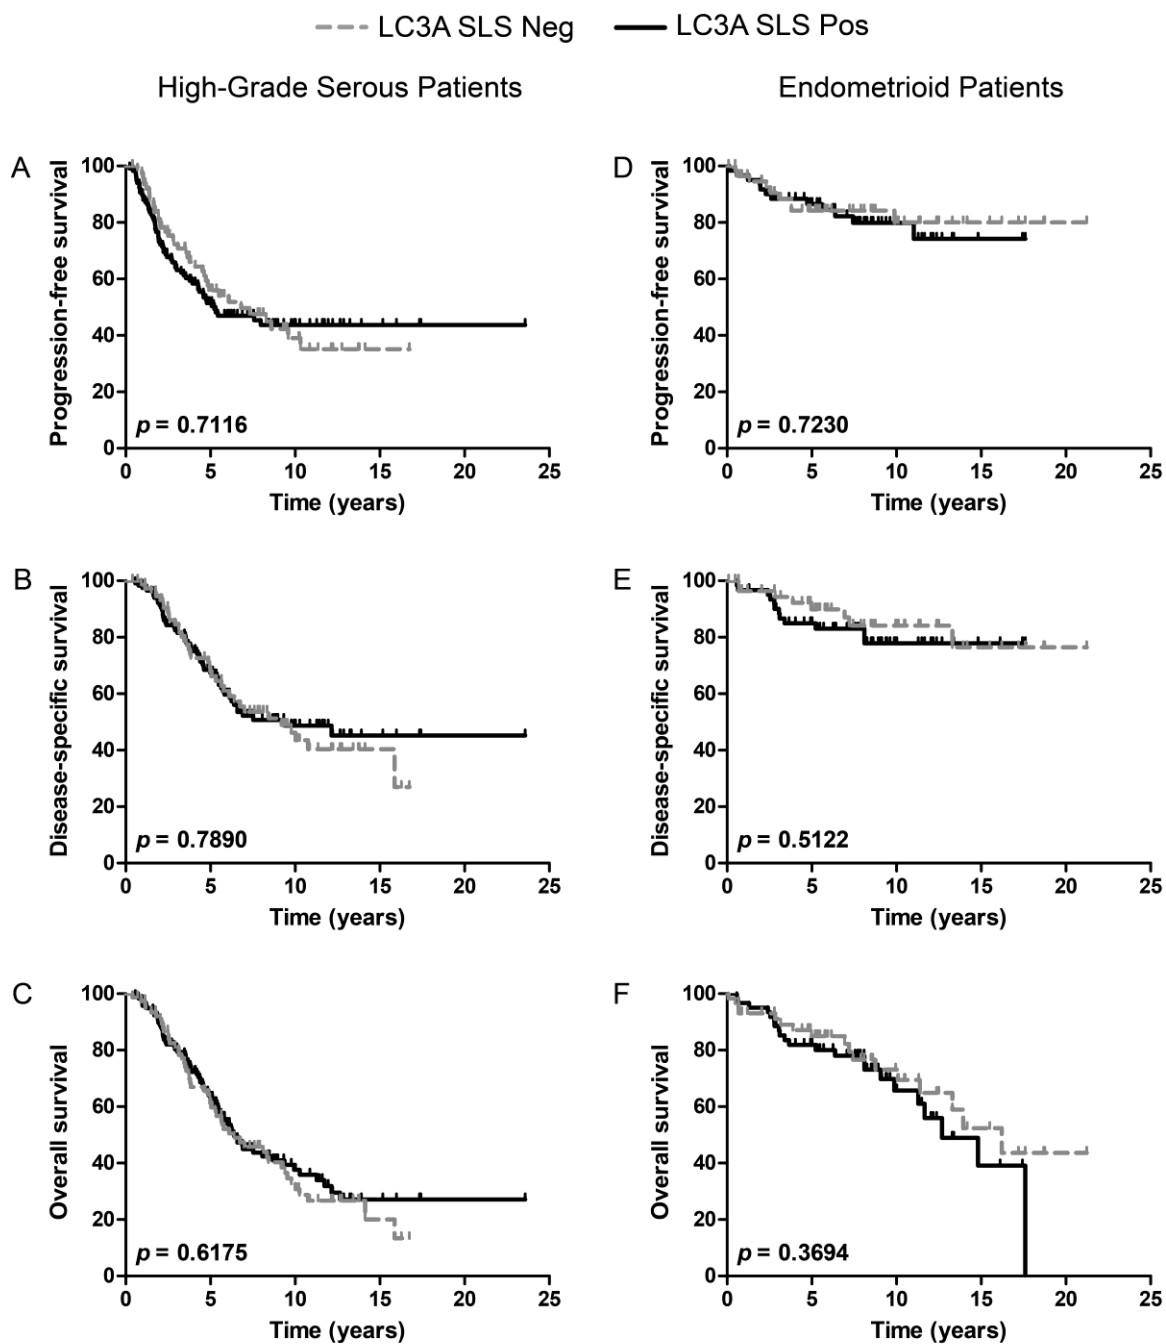 LC3A SLS Neg LC3A SLS Pos
High-Grade Serous Patients Endometrioid Patients
A
Progression-free survival
100
80
60
40
20
0
p = 0.7116
0 5 10 15 20 25
Time (years)
D
Progression-free survival
100
80
60
40
20
0
p = 0.7230
0 5 10 15 20 25
Time (years)
B
Disease-specific survival
100
80
60
40
20
0
p = 0.7890
0 5 10 15 20 25
Time (years)
E
Disease-specific survival
100
80
60
40
20
0
p = 0.5122
0 5 10 15 20 25
Time (years)
C
Overall survival
100
80
60
40
20
0
p = 0.6175
0 5 10 15 20 25
Time (years)
F
Overall survival
100
80
60
40
20
0
p = 0.3694
0 5 10 15 20 25
Time (years)